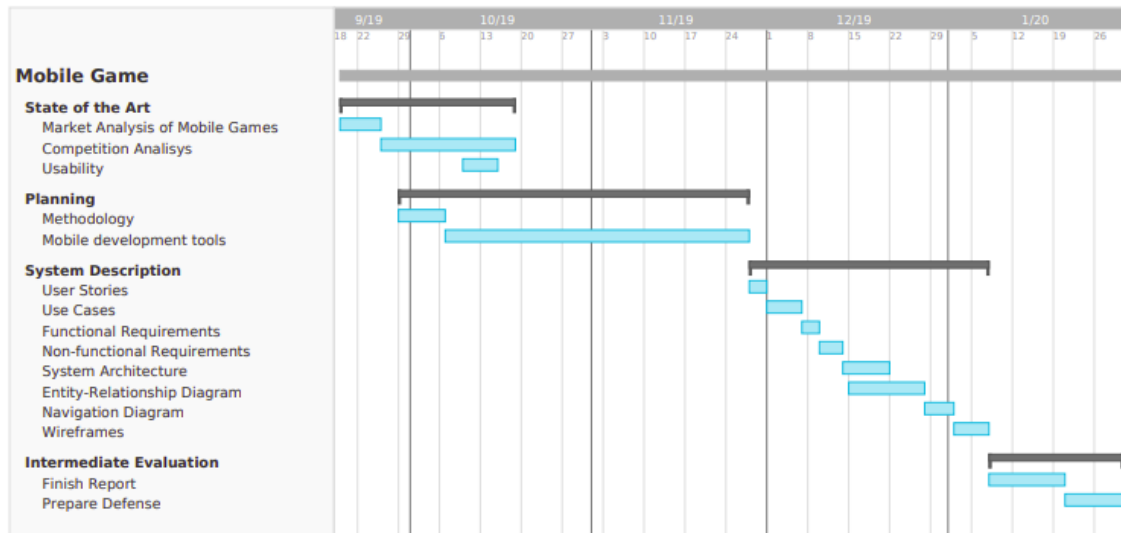 9/19 10/19 11/19 12/19 1/20
18 22 29 6 13 20 27 3 10 17 24 1 8 15 22 29 5 12 19 26
Mobile Game
State of the Art
Market Analysis of Mobile Games
Competition Analisys
Usability
Planning
Methodology
Mobile development tools
System Description
User Stories
Use Cases
Functional Requirements
Non-functional Requirements
System Architecture
Entity-Relationship Diagram
Navigation Diagram
Wireframes
Intermediate Evaluation
Finish Report
Prepare Defense